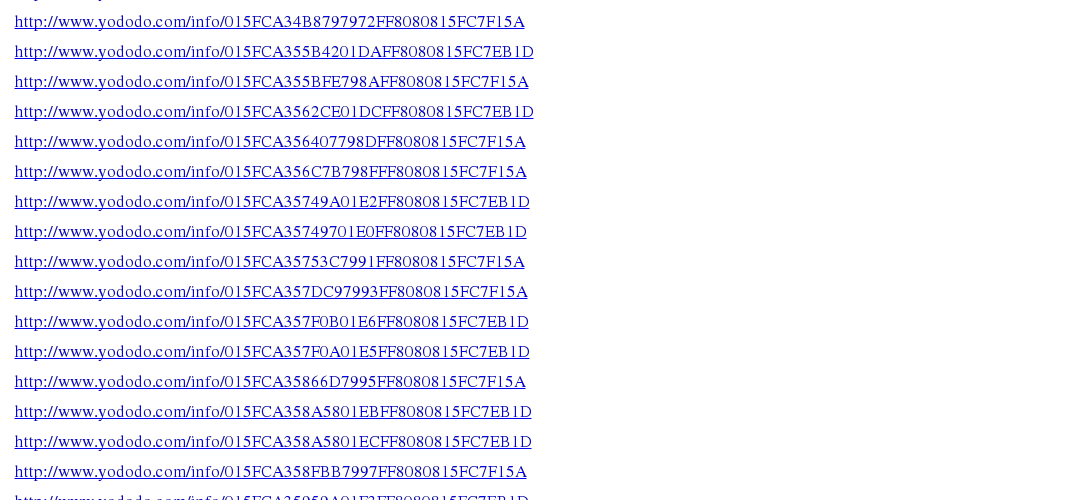 http://www.yododo.com/info/015FCA34B8797972FF8080815FC7F15A
http://www.yododo.com/info/015FCA355B4201DAFF8080815FC7EB1D
http://www.yododo.com/info/015FCA355BFE798AFF8080815FC7F15A
http://www.yododo.com/info/015FCA3562CE01DCFF8080815FC7EB1D
http://www.yododo.com/info/015FCA356407798DFF8080815FC7F15A
http://www.yododo.com/info/015FCA356C7B798FFF8080815FC7F15A
http://www.yododo.com/info/015FCA35749A01E2FF8080815FC7EB1D
http://www.yododo.com/info/015FCA35749701E0FF8080815FC7EB1D
http://www.yododo.com/info/015FCA35753C7991FF8080815FC7F15A
http://www.yododo.com/info/015FCA357DC97993FF8080815FC7F15A
http://www.yododo.com/info/015FCA357F0B01E6FF8080815FC7EB1D
http://www.yododo.com/info/015FCA357F0A01E5FF8080815FC7EB1D
http://www.yododo.com/info/015FCA35866D7995FF8080815FC7F15A
http://www.yododo.com/info/015FCA358A5801EBFF8080815FC7EB1D
http://www.yododo.com/info/015FCA358A5801ECFF8080815FC7EB1D
http://www.yododo.com/info/015FCA358FBB7997FF8080815FC7F15A